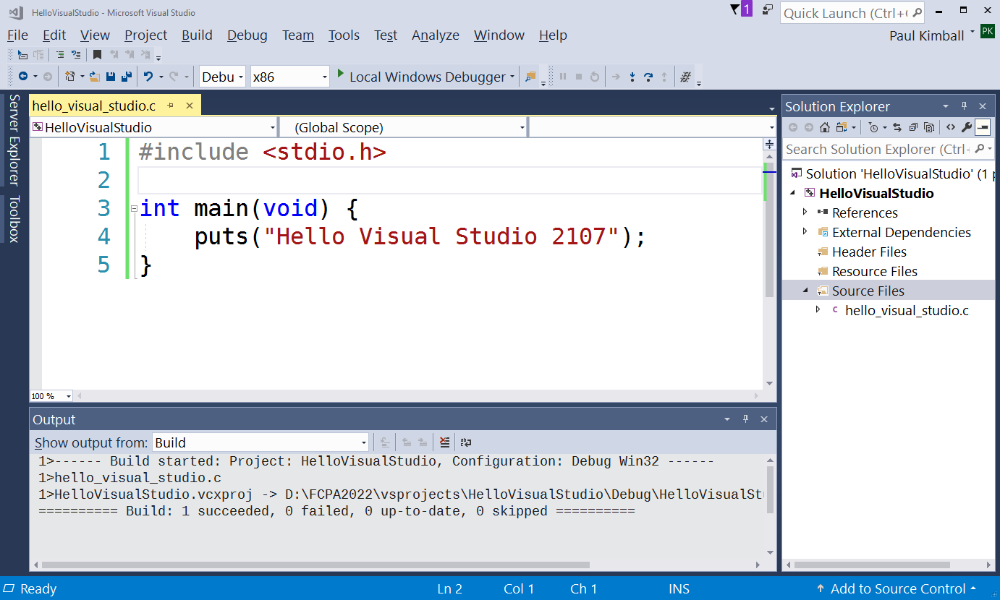 HelloVisualStudio - Microsoft Visual Studio
1
Quick Launch (Ctrl+
File Edit View Project Build Debug Team Tools Test Analyze Window Help
Paul Kimball
PK
Debu x86 Local Windows Debugger
Server Explorer
Toolbox
hello_visual_studio.c
HelloVisualStudio (Global Scope)
1 #include <stdio.h>
2
3 int main(void) {
4 puts("Hello Visual Studio 2107");
5 }
100 %
Output
Show output from: Build
1>------ Build started: Project: HelloVisualStudio, Configuration: Debug Win32 ------
1>hello_visual_studio.c
1>HelloVisualStudio.vcxproj -> D:\FCPA2022\vsprojects\HelloVisualStudio\Debug\HelloVisualSt
========== Build: 1 succeeded, 0 failed, 0 up-to-date, 0 skipped ==========
Solution Explorer
Search Solution Explorer (Ctrl+
Solution 'HelloVisualStudio' (1 p
HelloVisualStudio
References
External Dependencies
Header Files
Resource Files
Source Files
c hello_visual_studio.c
Ready Ln 2 Col 1 Ch 1 INS Add to Source Control